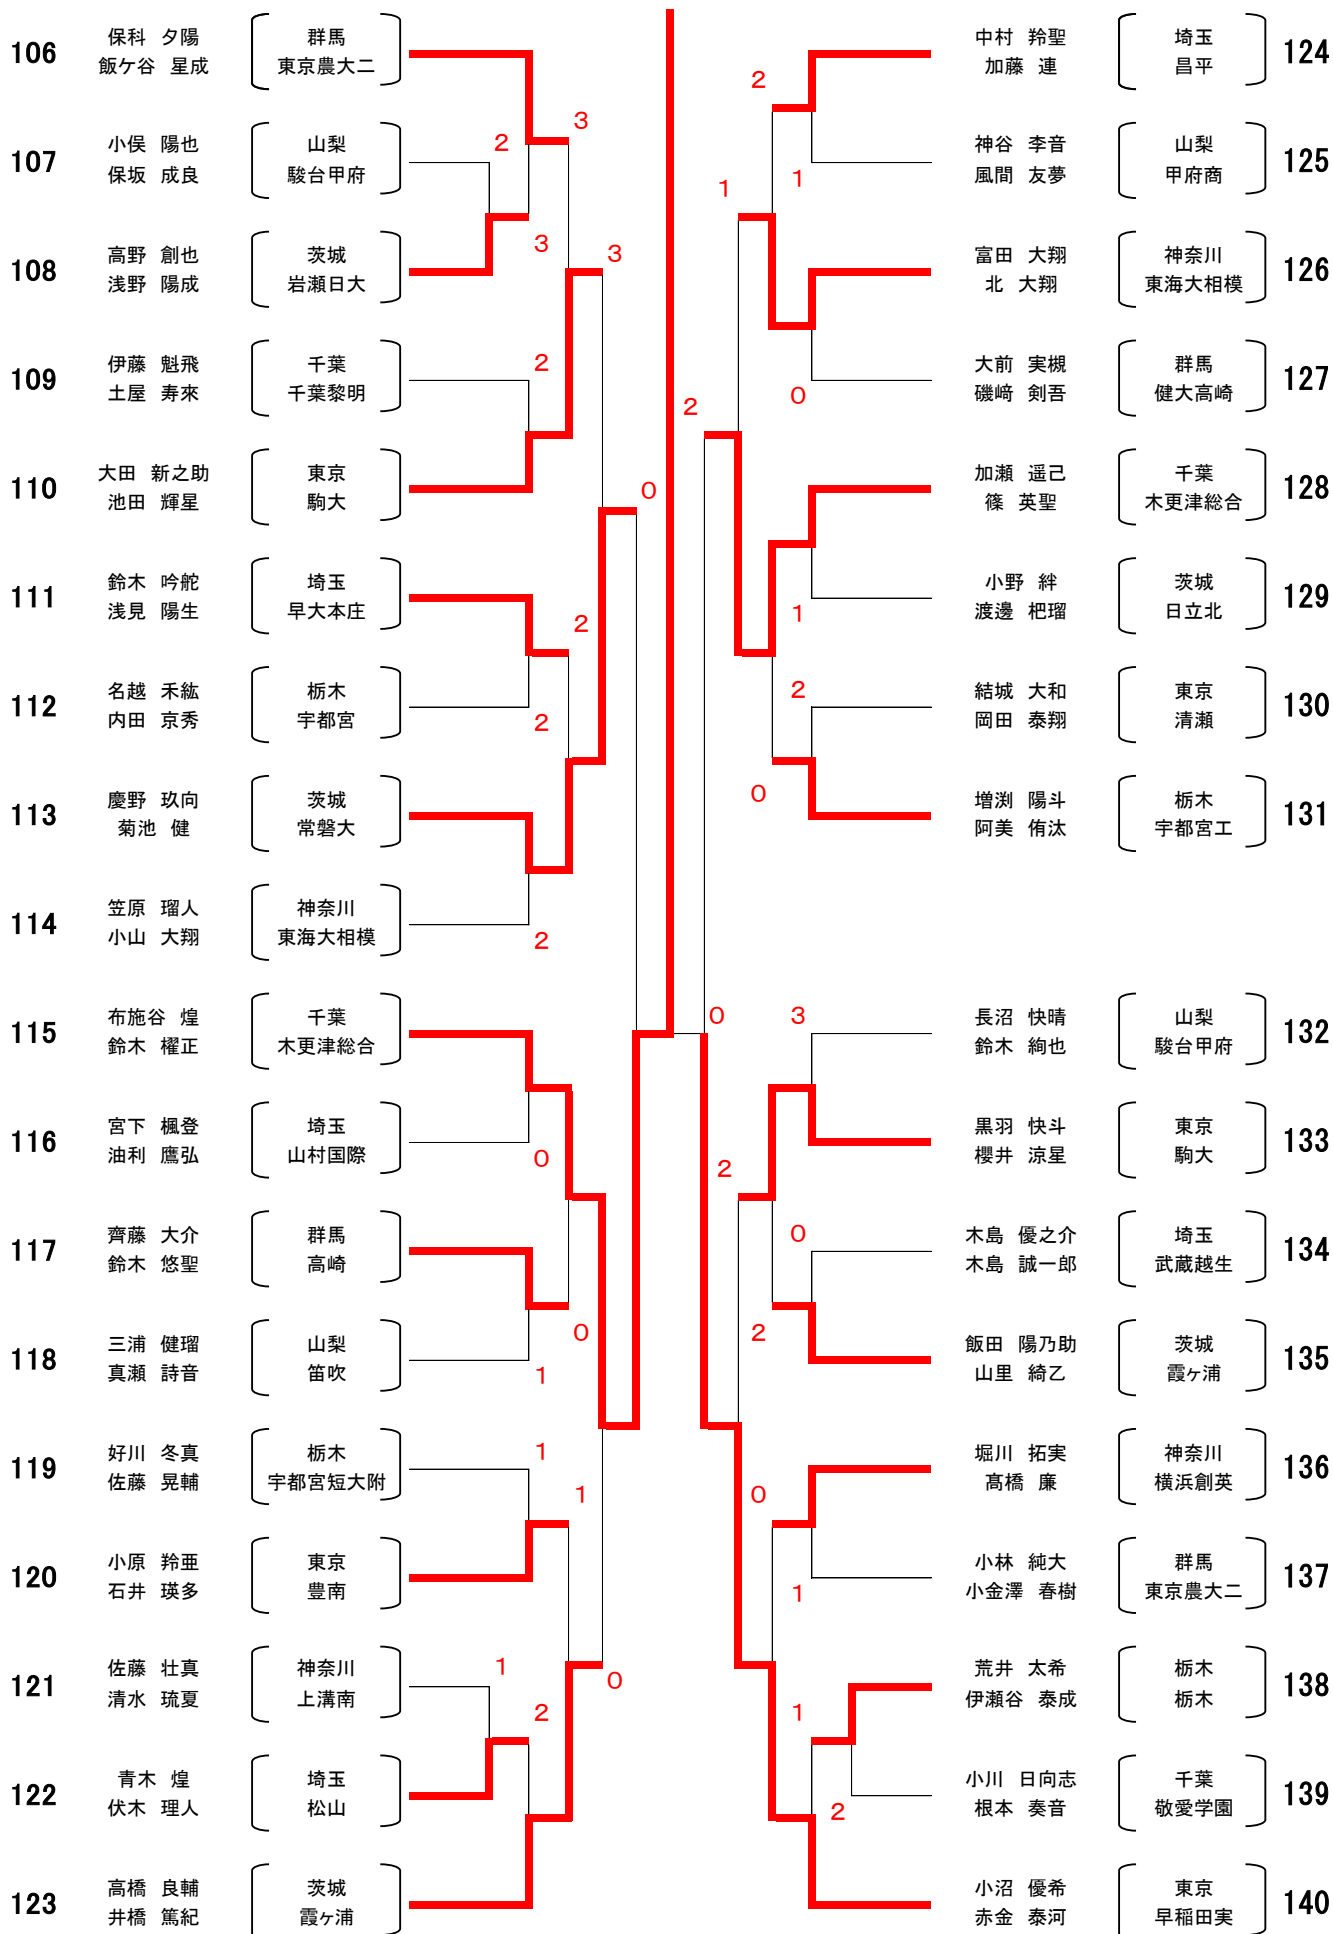 106 保科 夕陽 群馬
飯ケ谷 星成 東京農大二
107 小俣 陽也 山梨
保坂 成良 駿台甲府
2
3
108 高野 創也 茨城
浅野 陽成 岩瀬日大
3
3
109 伊藤 魁飛 千葉
土屋 寿來 千葉黎明
2
110 大田 新之助 東京
池田 輝星 駒大
0
111 鈴木 吟舵 埼玉
浅見 陽生 早大本庄
2
112 名越 禾紘 栃木
内田 京秀 宇都宮
2
113 慶野 玖向 茨城
菊池 健 常磐大
114 笠原 瑠人 神奈川
小山 大翔 東海大相模
2
115 布施谷 煌 千葉
鈴木 櫂正 木更津総合
116 宮下 楓登 埼玉
油利 鷹弘 山村国際
0
117 齊藤 大介 群馬
鈴木 悠聖 高崎
0
118 三浦 健瑠 山梨
真瀬 詩音 笛吹
1
119 好川 冬真 栃木
佐藤 晃輔 宇都宮短大附
1
1
120 小原 羚亜 東京
石井 瑛多 豊南
121 佐藤 壮真 神奈川
清水 琉夏 上溝南
1
0
2
122 青木 煌 埼玉
伏木 理人 松山
123 高橋 良輔 茨城
井橋 篤紀 霞ヶ浦
中村 羚聖 埼玉 124
加藤 連 昌平
2
神谷 李音 山梨 125
風間 友夢 甲府商
1
1
富田 大翔 神奈川 126
北 大翔 東海大相模
大前 実槻 群馬 127
磯﨑 剣吾 健大高崎
0
2
加瀬 遥己 千葉 128
篠 英聖 木更津総合
小野 絆 茨城 129
渡邊 杷瑠 日立北
1
結城 大和 東京 130
岡田 泰翔 清瀬
2
0
増渕 陽斗 栃木 131
阿美 侑汰 宇都宮工
0
3
長沼 快晴 山梨 132
鈴木 絢也 駿台甲府
黒羽 快斗 東京 133
櫻井 涼星 駒大
2
木島 優之介 埼玉 134
木島 誠一郎 武蔵越生
0
2
飯田 陽乃助 茨城 135
山里 綺乙 霞ヶ浦
堀川 拓実 神奈川 136
髙橋 廉 横浜創英
0
小林 純大 群馬 137
小金澤 春樹 東京農大二
1
荒井 太希 栃木 138
伊瀬谷 泰成 栃木
1
小川 日向志 千葉 139
根本 奏音 敬愛学園
2
小沼 優希 東京 140
赤金 泰河 早稲田実